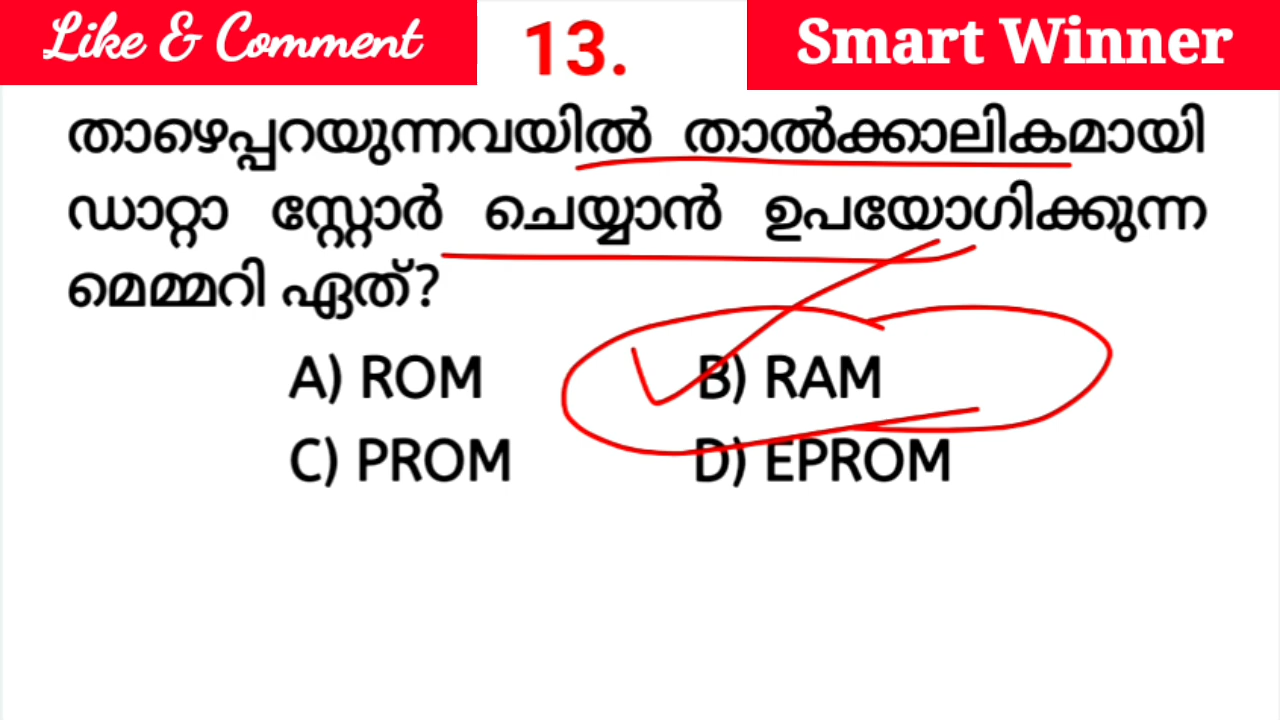 Like & Comment
13.
Smart Winner
താഴെപ്പറയുന്നവയിൽ താൽക്കാലികമായി
ഡാറ്റാ സ്റ്റോർ ചെയ്യാൻ ഉപയോഗിക്കുന്ന
മെമ്മറി ഏത്?
A) ROM B) RAM
C) PROM D) EPROM